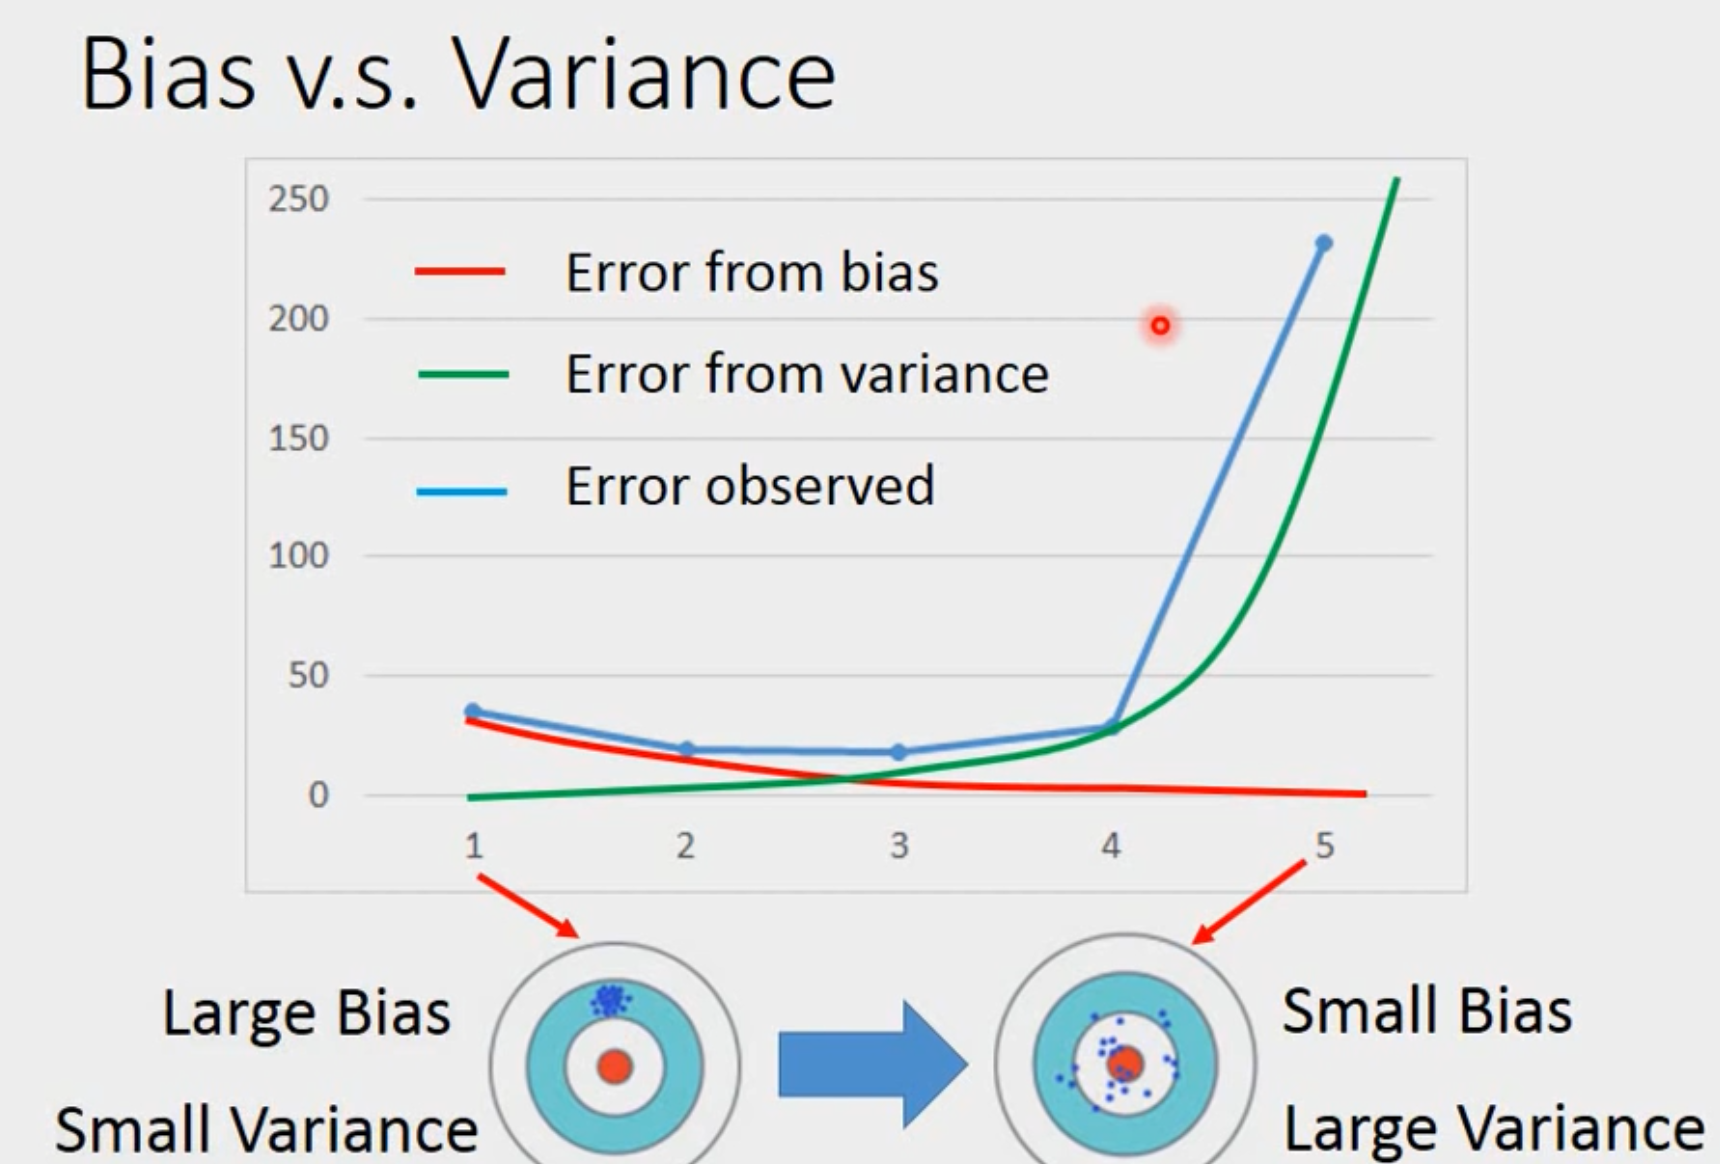 Bias v.s. Variance
250
Error from bias
200
Error from variance
150
Error observed
100
50
0
1 2 3 4 5
Large Bias
Small Variance
Small Bias
Large Variance